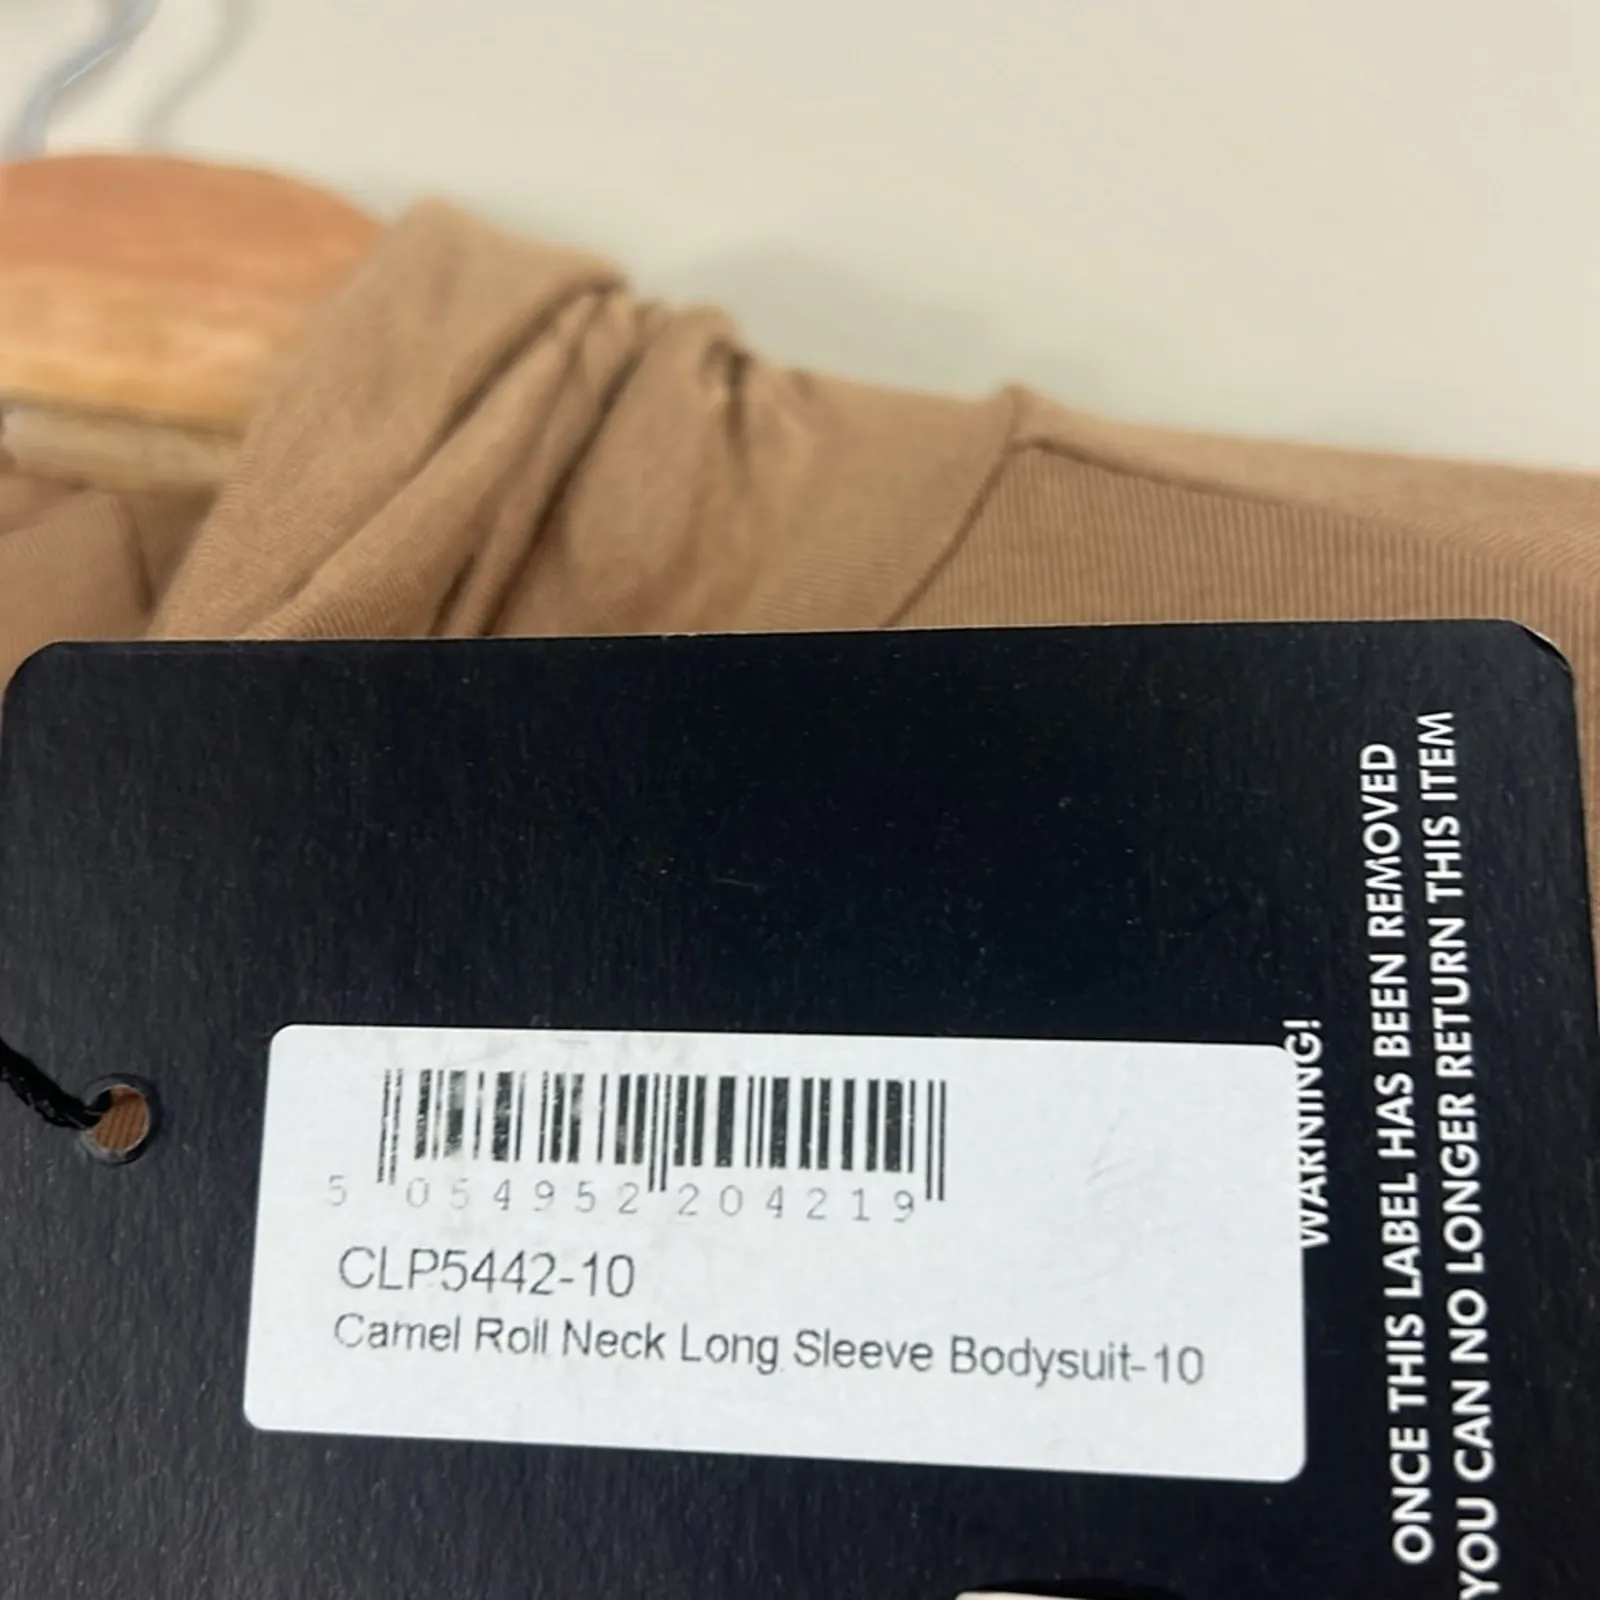 5 054952 204219
CLP5442-10
Camel Roll Neck Long Sleeve Bodysuit-10
WARNING!
ONCE THIS LABEL HAS BEEN REMOVED
YOU CAN NO LONGER RETURN THIS ITEM